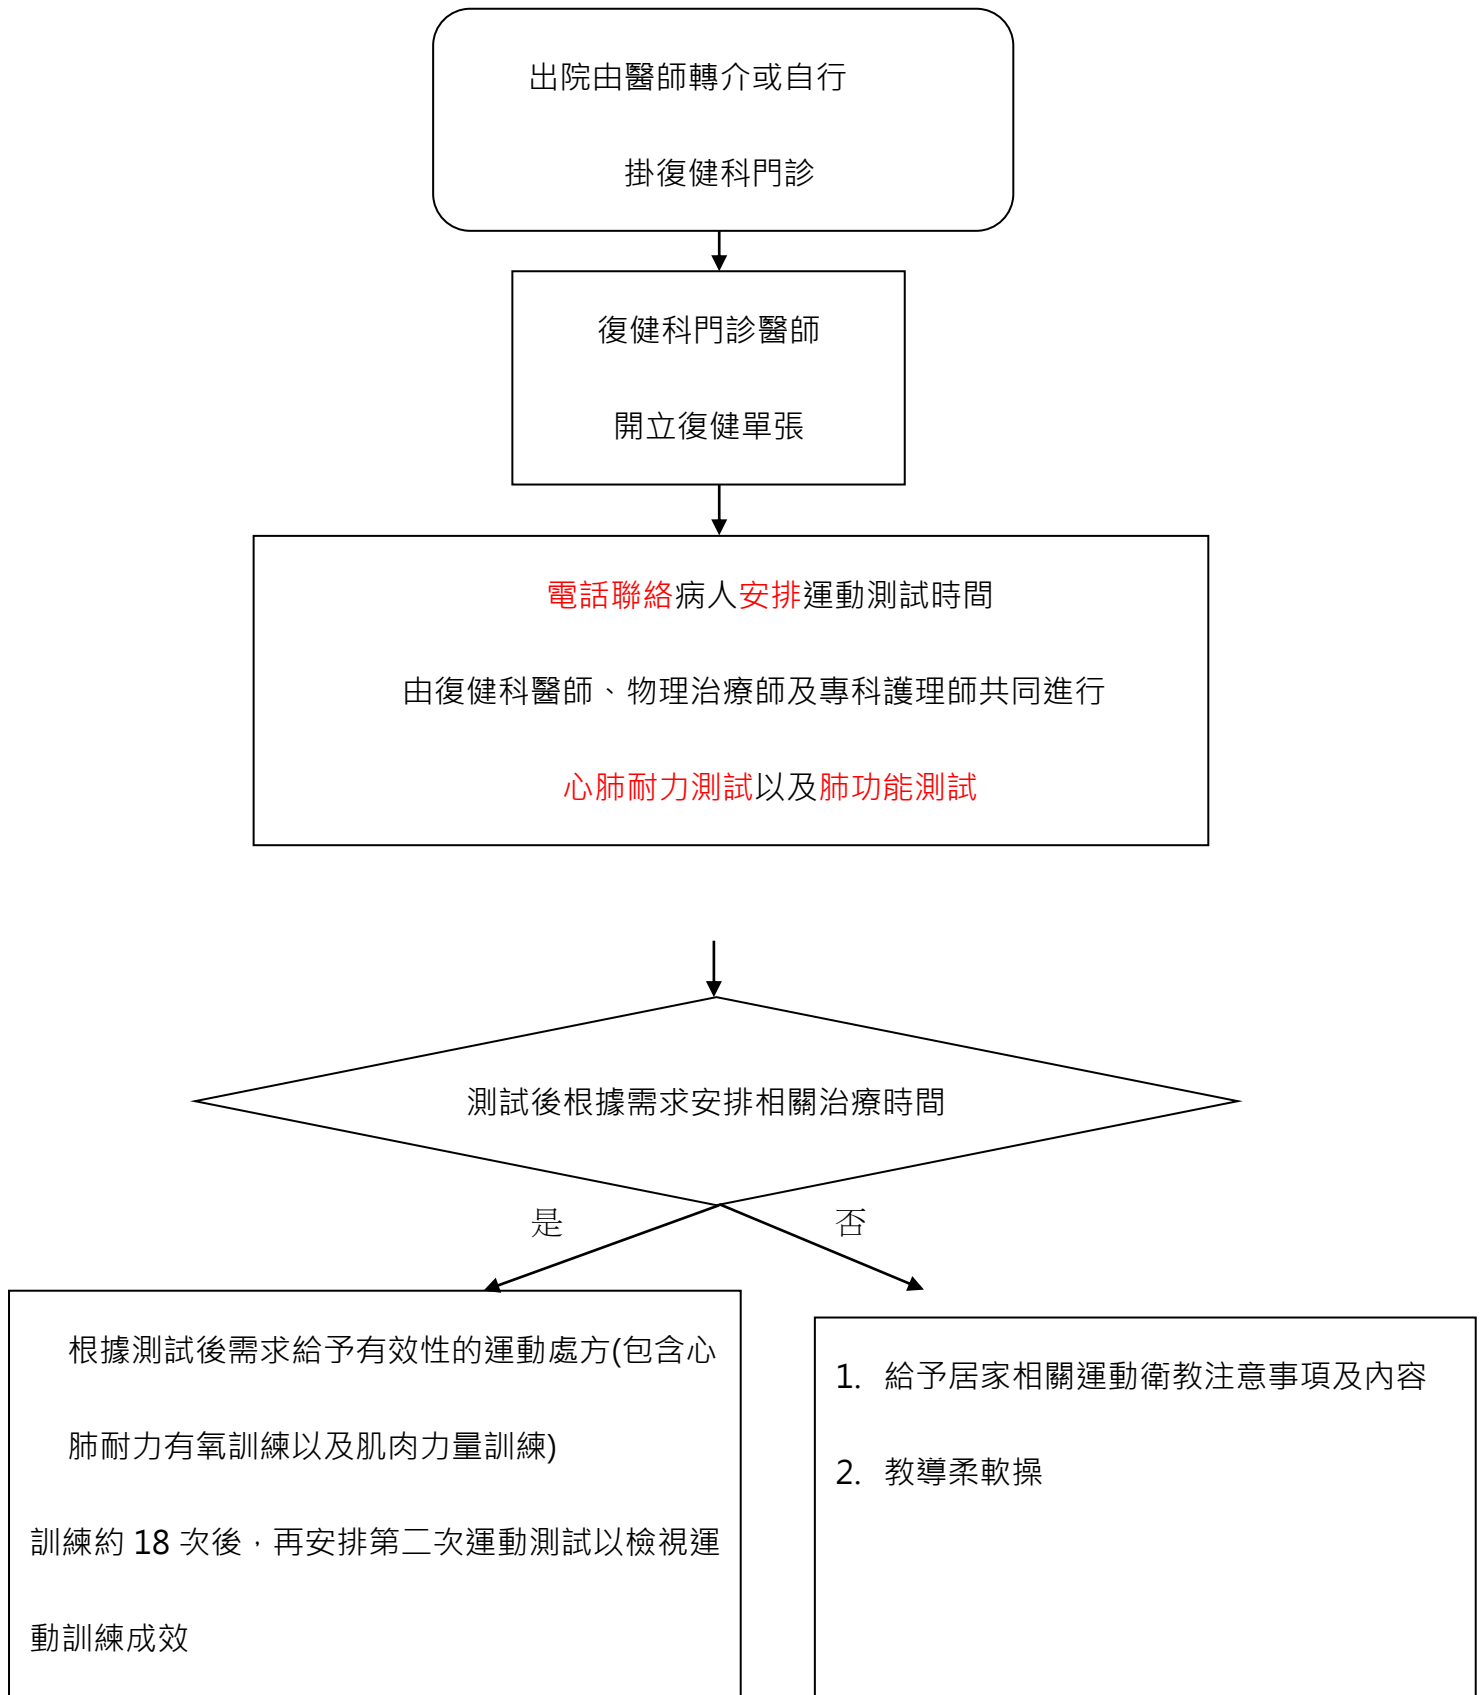 出院由醫師轉介或自行
掛復健科門診
復健科門診醫師
開立復健單張
電話聯絡病人安排運動測試時間
由復健科醫師、物理治療師及專科護理師共同進行
心肺耐力測試以及肺功能測試
測試後根據需求安排相關治療時間
是
否
根據測試後需求給予有效性的運動處方(包含心
肺耐力有氧訓練以及肌肉力量訓練)
訓練約 18 次後，再安排第二次運動測試以檢視運
動訓練成效
1. 給予居家相關運動衛教注意事項及內容
2. 教導柔軟操